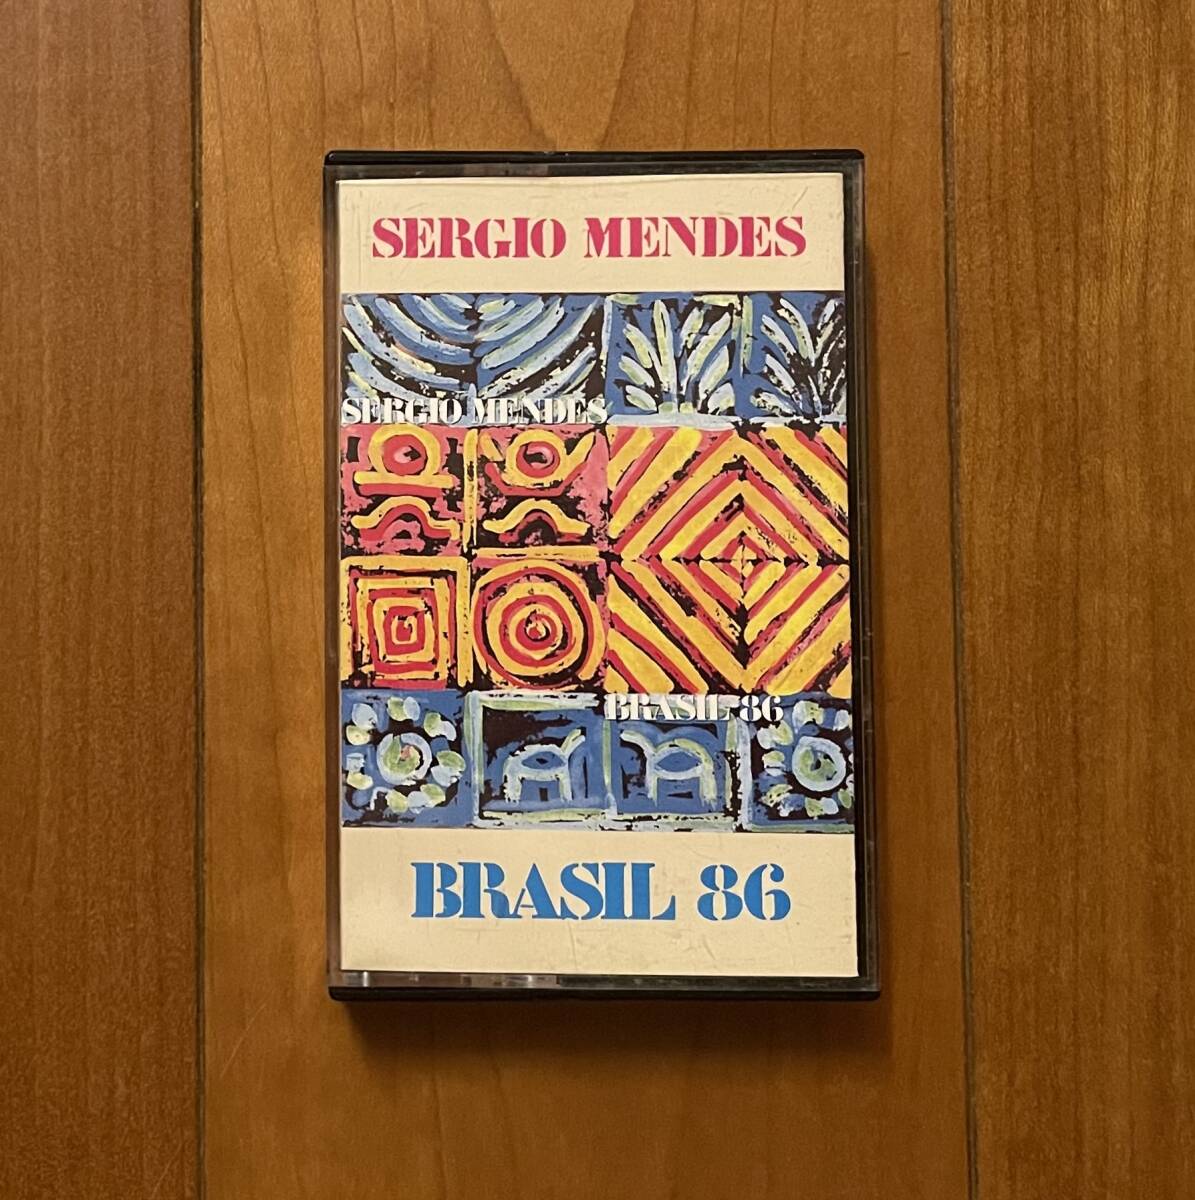 SERGIO MENDES
SERGIO MENDES
BRASIL '86
BRASIL 86